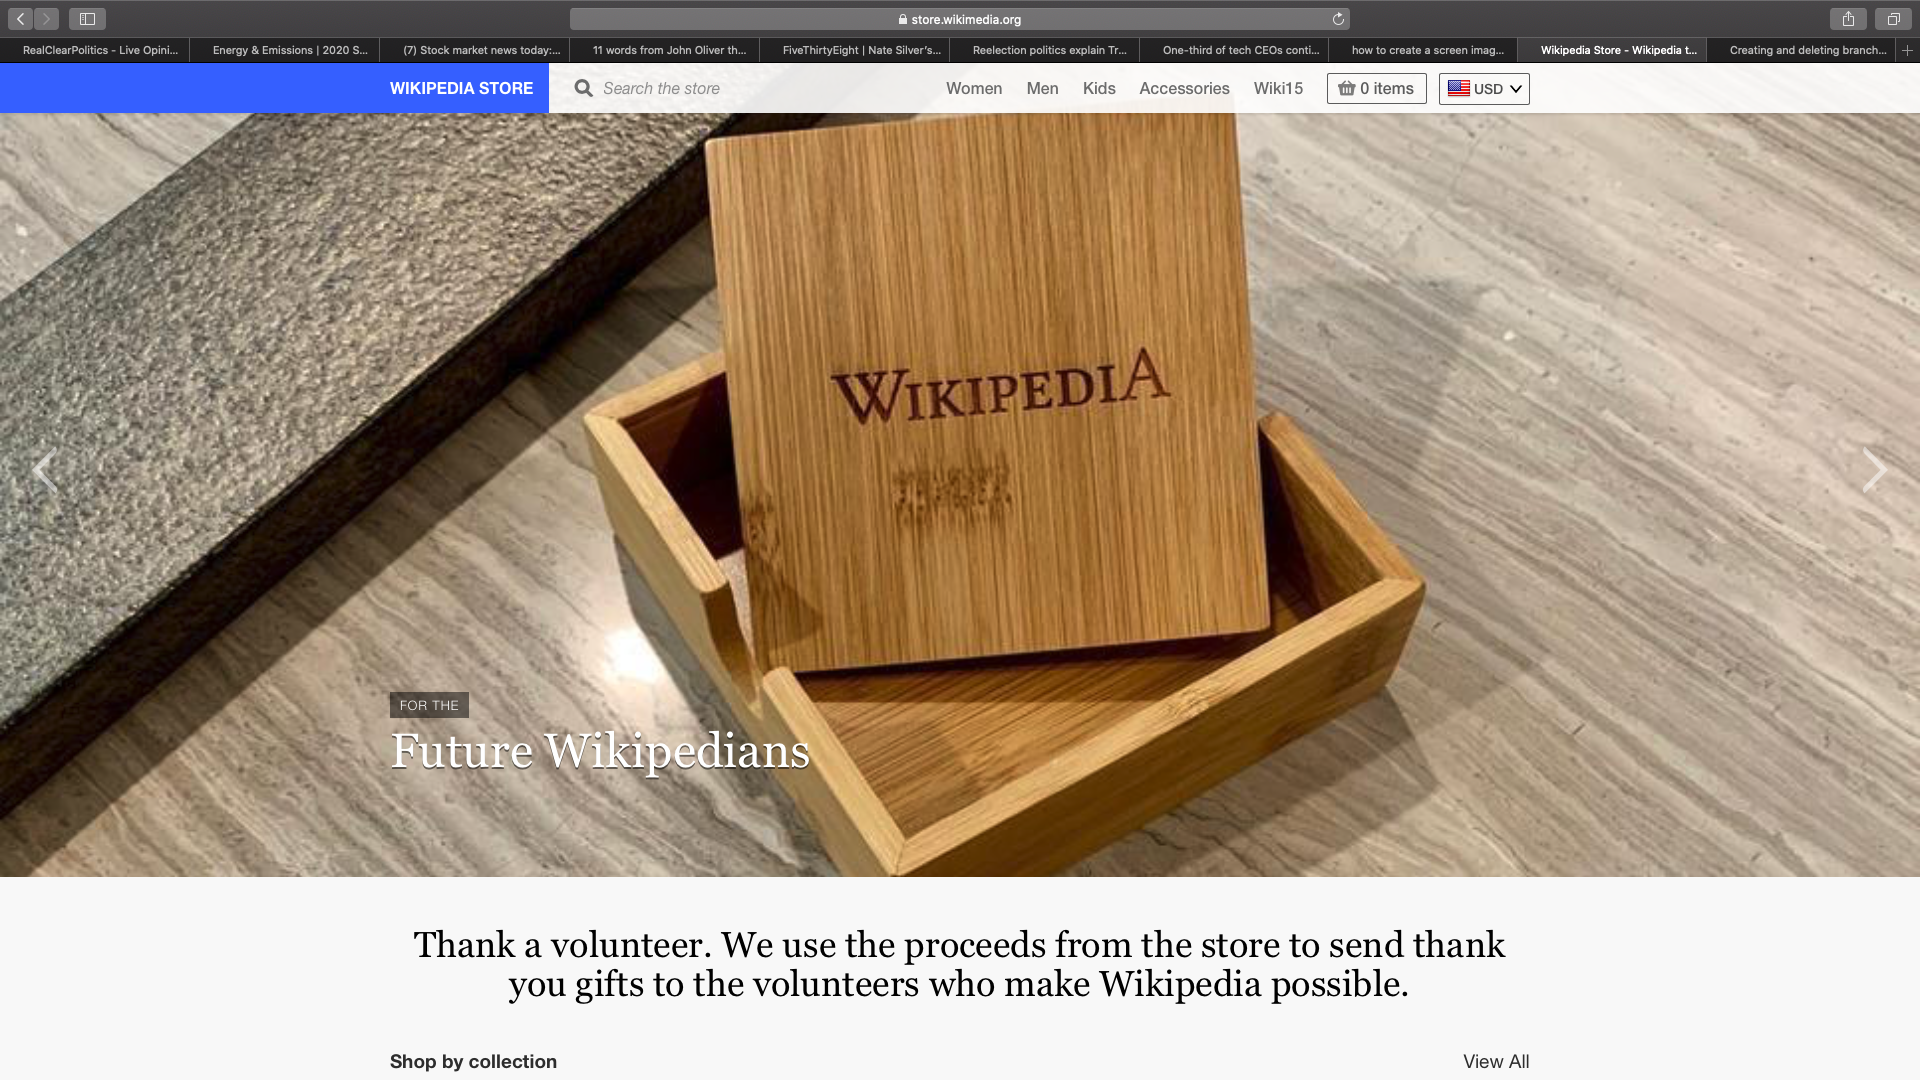 store.wikimedia.org
RealClearPolitics - Live Opini...
Energy & Emissions | 2020 S...
(7) Stock market news today:...
11 words from John Oliver th...
FiveThirtyEight | Nate Silver's...
Reelection politics explain Tr...
One-third of tech CEOs conti...
how to create a screen imag...
Wikipedia Store - Wikipedia t...
Creating and deleting branch...
WIKIPEDIA STORE
Search the store
Women
Men
Kids
Accessories
Wiki15
0 items
USD
WIKIPEDIA
FOR THE
Future Wikipedians
Thank a volunteer. We use the proceeds from the store to send thank
you gifts to the volunteers who make Wikipedia possible.
Shop by collection
View All